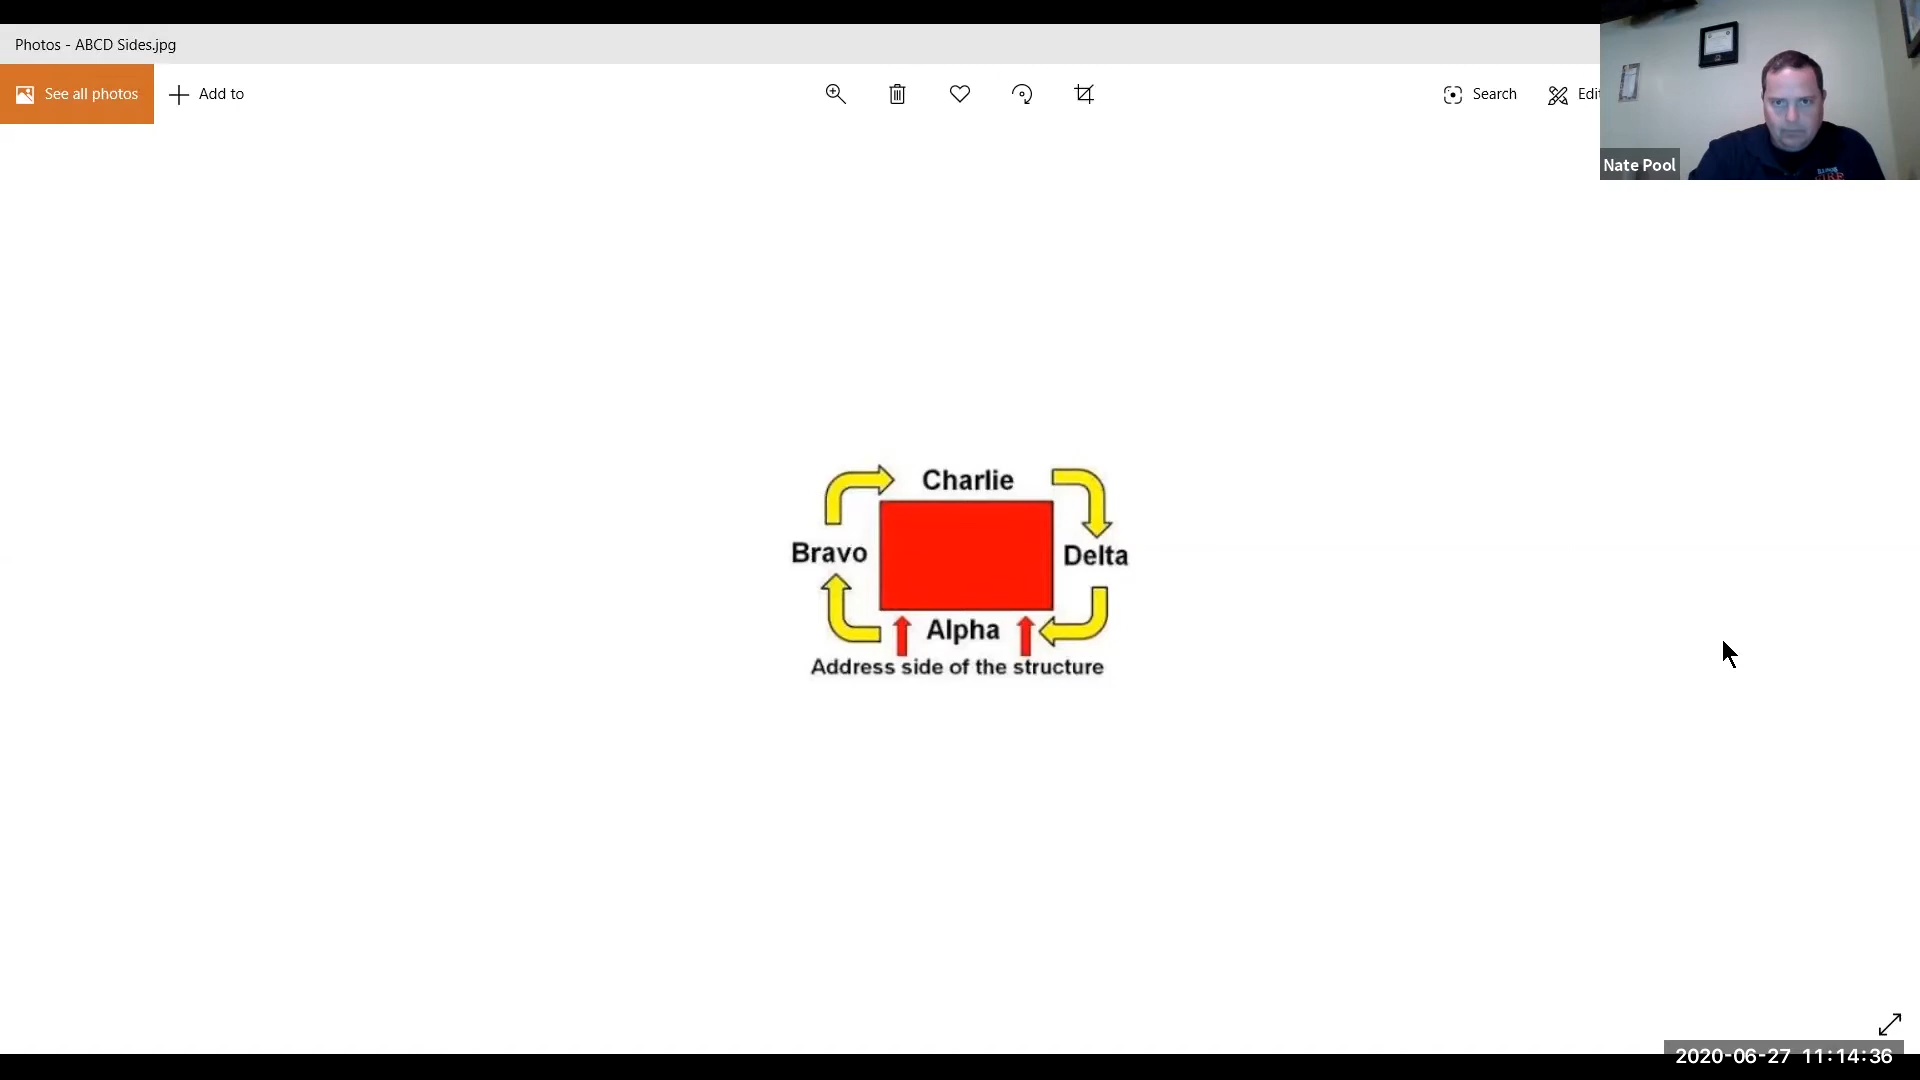 Photos - ABCD Sides.jpg
See all photos
Add to
Search
Edit
Nate Pool
Charlie
Bravo
Delta
Alpha
Address side of the structure
2020-06-27 11:14:36